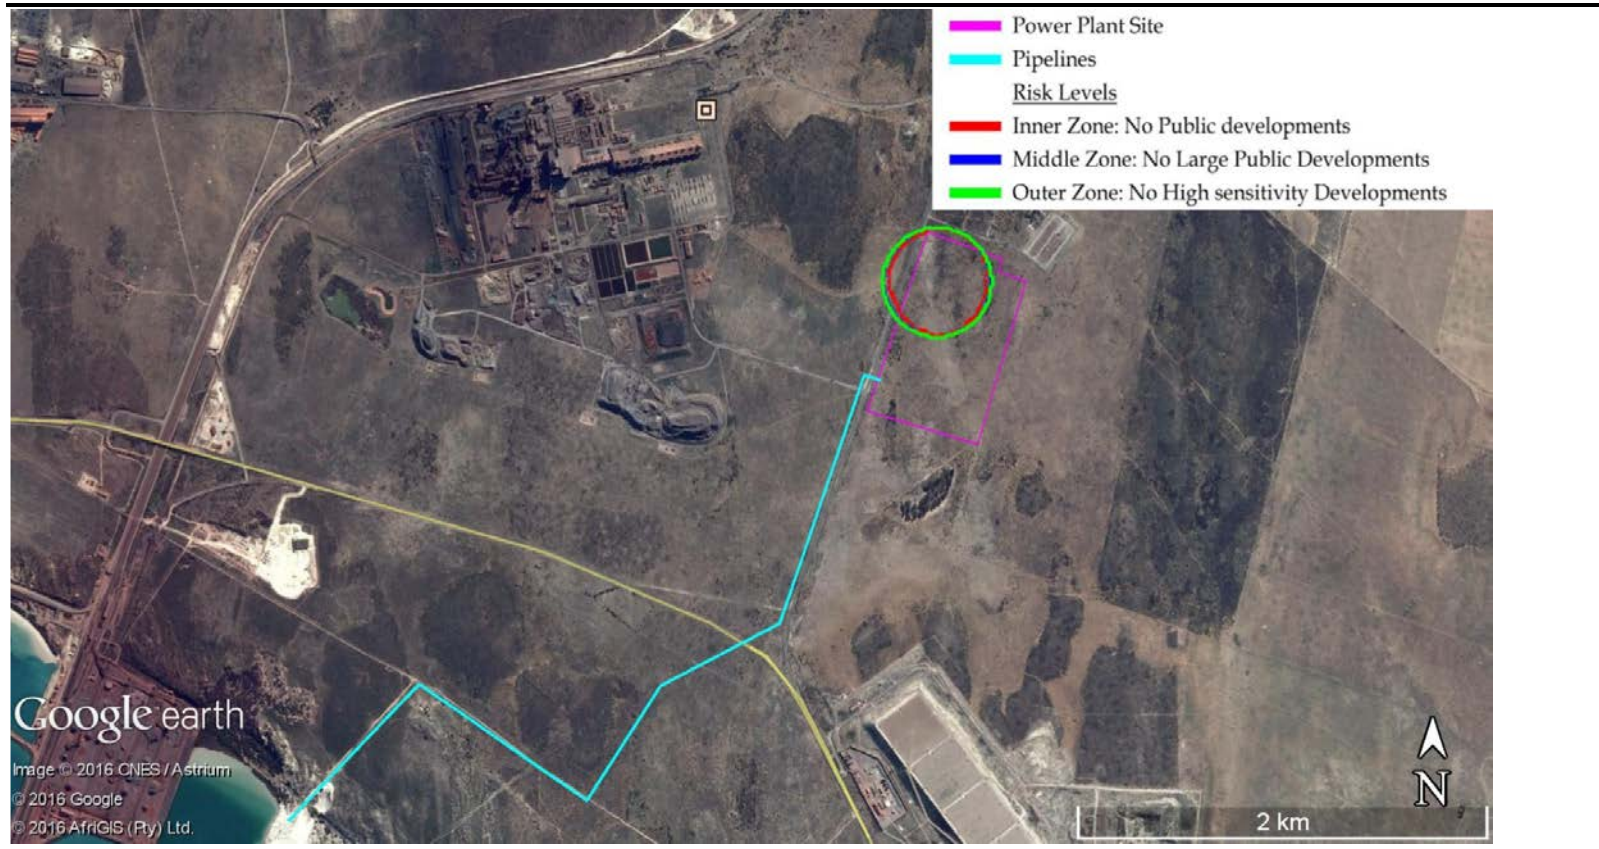 Power Plant Site
Pipelines
Risk Levels
Inner Zone: No Public developments
Middle Zone: No Large Public Developments
Outer Zone: No High sensitivity Developments
Google earth
Image © 2016 CNES / Astrium
© 2016 Google
© 2016 AfriGIS (Pty) Ltd.
N
2 km